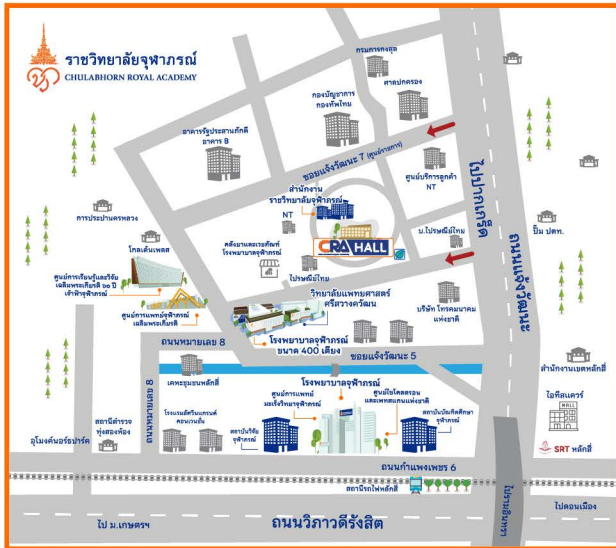 ราชวิทยาลัยจุฬาภรณ์
CHULABHORN ROYAL ACADEMY
กรมการกงสุล
ศาลปกครอง
กองบัญชาการ
กองทัพไทย
อาคารรัฐประศาสนภักดี
อาคาร B
ซอยแจ้งวัฒนะ 7 (ศูนย์ราชการ)
ศูนย์บริการลูกค้า
NT
ไปปากเกร็ด
ถนนแจ้งวัฒนะ
ปั๊ม ปตท.
สำนักงาน
ราชวิทยาลัยจุฬาภรณ์
NT
CRA HALL
บ.ไปรษณีย์ไทย
การประปานครหลวง
โกลเด้นเพลส
คลังยาและเวชภัณฑ์
โรงพยาบาลจุฬาภรณ์
ไปรษณีย์ไทย
ศูนย์การเรียนรู้และวิจัย
เฉลิมพระเกียรติ ๖๐ ปี
เจ้าฟ้าจุฬาภรณ์
ศูนย์การแพทย์จุฬาภรณ์
เฉลิมพระเกียรติ
วิทยาลัยแพทยศาสตร์
ศรีสวางควัฒน
บริษัท โทรคมนาคม
แห่งชาติ
โรงพยาบาลจุฬาภรณ์
ขนาด 400 เตียง
ถนนหมายเลข 8
ซอยแจ้งวัฒนะ 5
สำนักงานเขตหลักสี่
เคหะชุมชนหลักสี่
ถนนหมายเลข 8
โรงพยาบาลจุฬาภรณ์
ศูนย์การแพทย์
มะเร็งวิทยาจุฬาภรณ์
ศูนย์ไซโคลตรอน
และเพทสแกนแห่งชาติ
ไอทีสแควร์
MALL
สถานีตำรวจ
ทุ่งสองห้อง
โรงแรมอัศวินแกรนด์
คอนเวนชั่น
สถาบันวิจัย
จุฬาภรณ์
สถาบันบัณฑิตศึกษา
จุฬาภรณ์
อุโมงค์นอร์ธปาร์ค
SRT หลักสี่
ถนนกำแพงเพชร 6
สถานีรถไฟหลักสี่
ไปรามอินทรา
ไปดอนเมือง
ไป ม.เกษตรฯ
ถนนวิภาวดีรังสิต